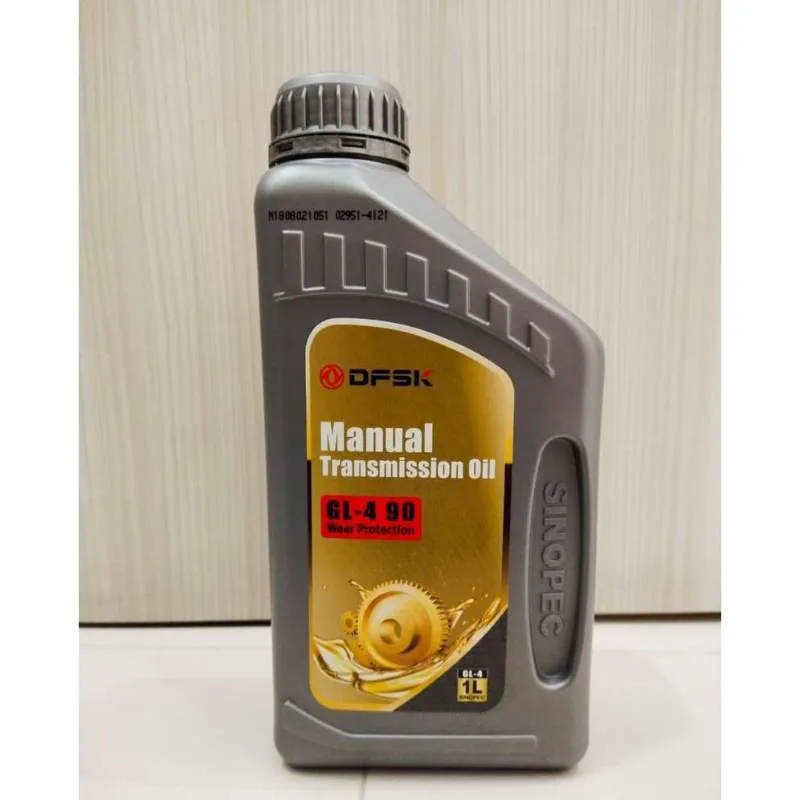 M1808021051 02951-4121
DFSK
Manual
Transmission Oil
GL-4 90
Wear Protection
SINOPEC
GL-4
1L
SINOPEC